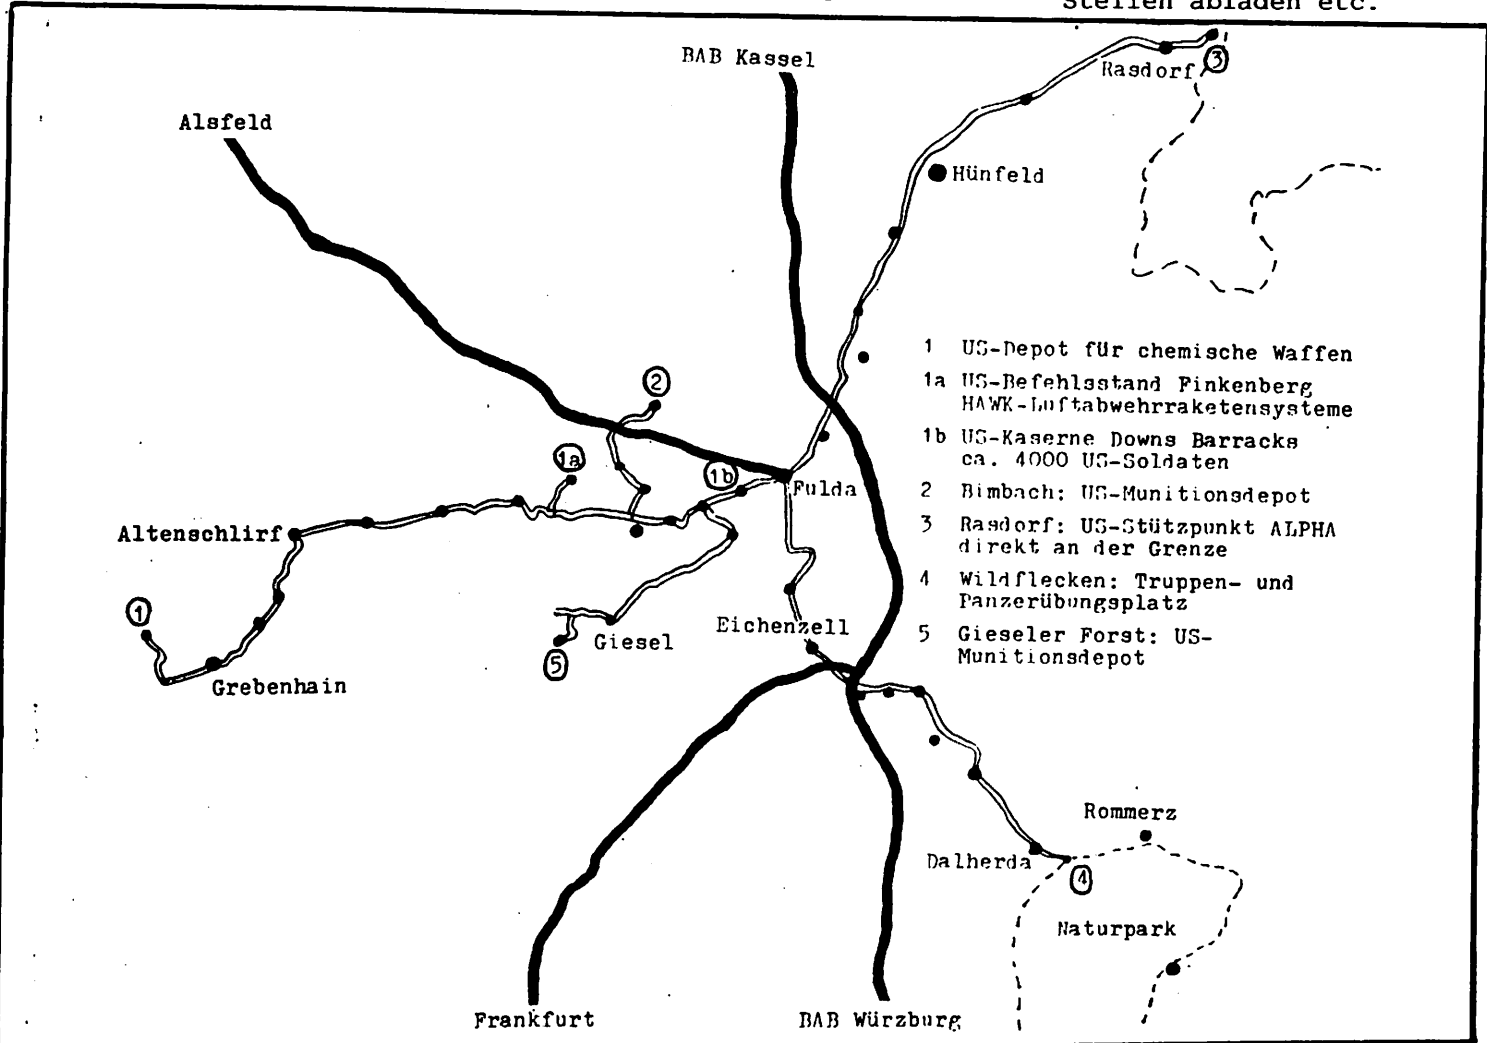 Stellen abladen etc.
BAB Kassel
Rasdorf
3
Alsfeld
Hünfeld
1 US-Depot für chemische Waffen
1a US-Befehlsstand Finkenberg
HAWK-Luftabwehrraketensysteme
1b US-Kaserne Downs Barracks
ca. 4000 US-Soldaten
2 Bimbach: US-Munitionsdepot
3 Rasdorf: US-Stützpunkt ALPHA
direkt an der Grenze
4 Wildflecken: Truppen- und
Panzerübungsplatz
5 Gieseler Forst: US-
Munitionsdepot
2
1a
1b
Fulda
Altenschlirf
1
Giesel
Eichenzell
5
Grebenhain
Rommerz
Dalherda
4
Naturpark
Frankfurt
BAB Würzburg